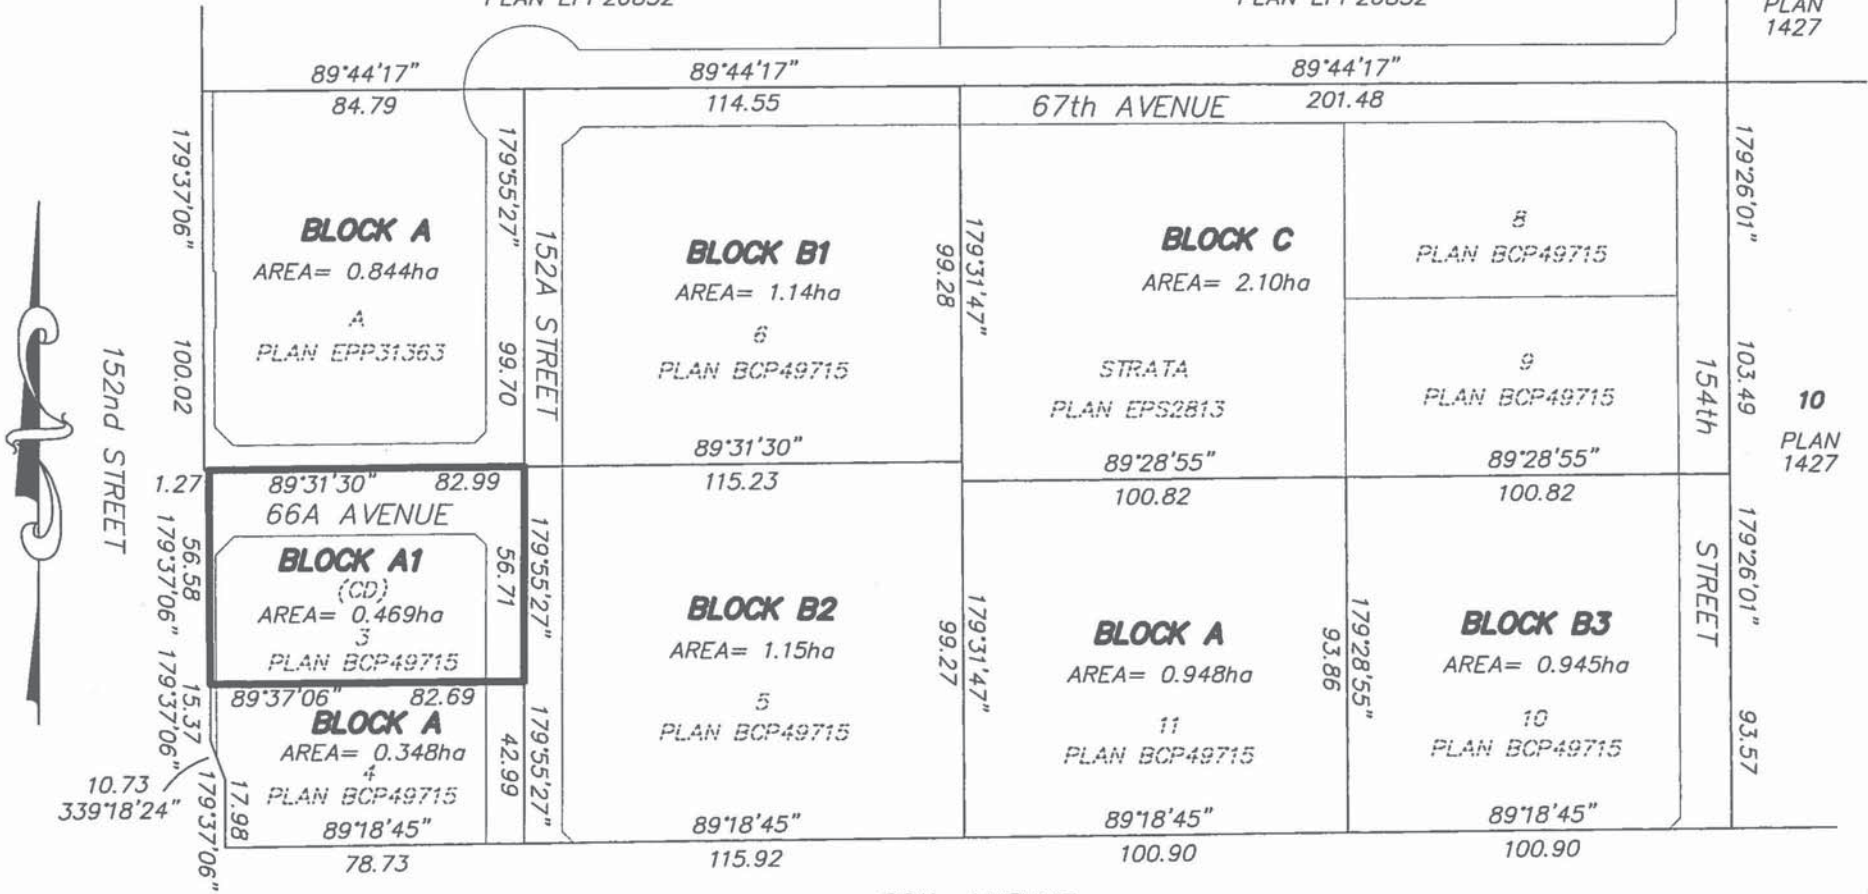 PLAN EPP20852
PLAN EPP20852
PLAN
1427
89°44'17"
84.79
89°44'17"
114.55
89°44'17"
201.48
67th AVENUE
179°37'06"
100.02
152nd STREET
BLOCK A
AREA= 0.844ha
A
PLAN EPP31363
179°55'27"
99.70
152A STREET
BLOCK B1
AREA= 1.14ha
6
PLAN BCP49715
99.28
179°31'47"
89°31'30"
115.23
BLOCK C
AREA= 2.10ha
STRATA
PLAN EPS2813
8
PLAN BCP49715
9
PLAN BCP49715
89°28'55"
100.82
89°28'55"
100.82
154th
STREET
179°26'01"
103.49
10
PLAN
1427
1.27
89°31'30" 82.99
66A AVENUE
BLOCK A1
(CD)
AREA= 0.469ha
3
PLAN BCP49715
56.58
179°37'06"
56.71
179°55'27"
89°37'06" 82.69
BLOCK A
AREA= 0.348ha
4
PLAN BCP49715
89°18'45"
78.73
15.37
179°37'06"
10.73
339°18'24"
17.98
179°37'06"
42.99
179°55'27"
BLOCK B2
AREA= 1.15ha
5
PLAN BCP49715
89°18'45"
115.92
99.27
179°31'47"
BLOCK A
AREA= 0.948ha
11
PLAN BCP49715
89°18'45"
100.90
93.86
179°28'55"
BLOCK B3
AREA= 0.945ha
10
PLAN BCP49715
89°18'45"
100.90
179°26'01"
93.57